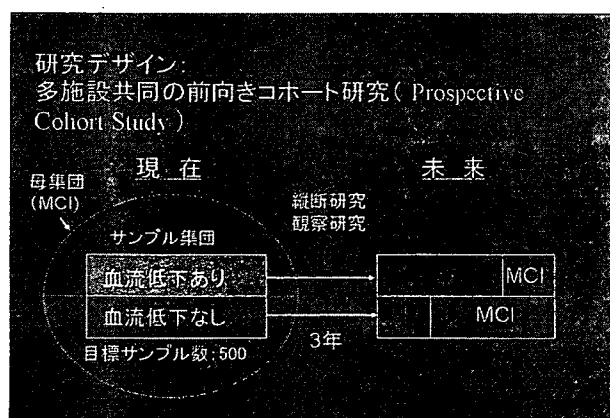 研究デザイン:
多施設共同の前向きコホート研究( Prospective
Cohort Study )
現 在
未 来
母集団
(MCI)
縦断研究
観察研究
サンプル集団
血流低下あり
MCI
血流低下なし
MCI
3年
目標サンプル数:500